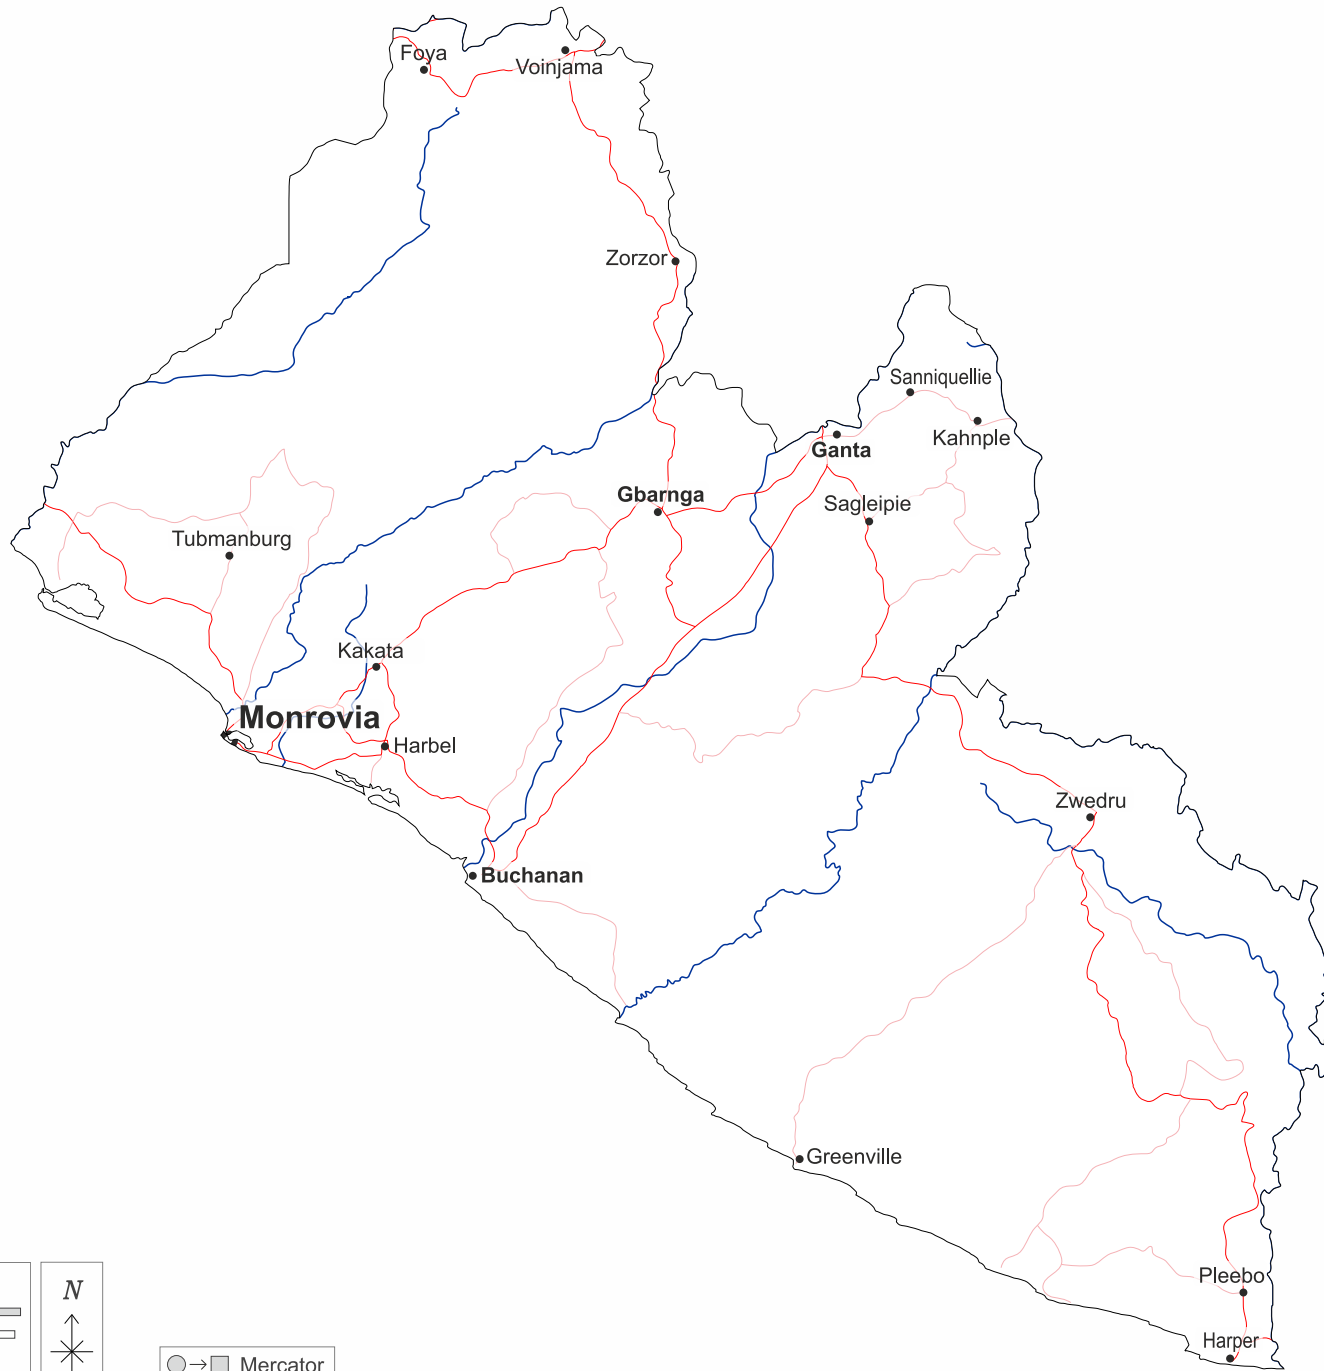 Foya
Voinjama
Zorzor
Sanniquellie
Kahnple
Ganta
Gbarnga
Sagleipie
Tubmanburg
Kakata
Monrovia
Harbel
Zwedru
Buchanan
Greenville
Pleebo
N
Harper
Mercator